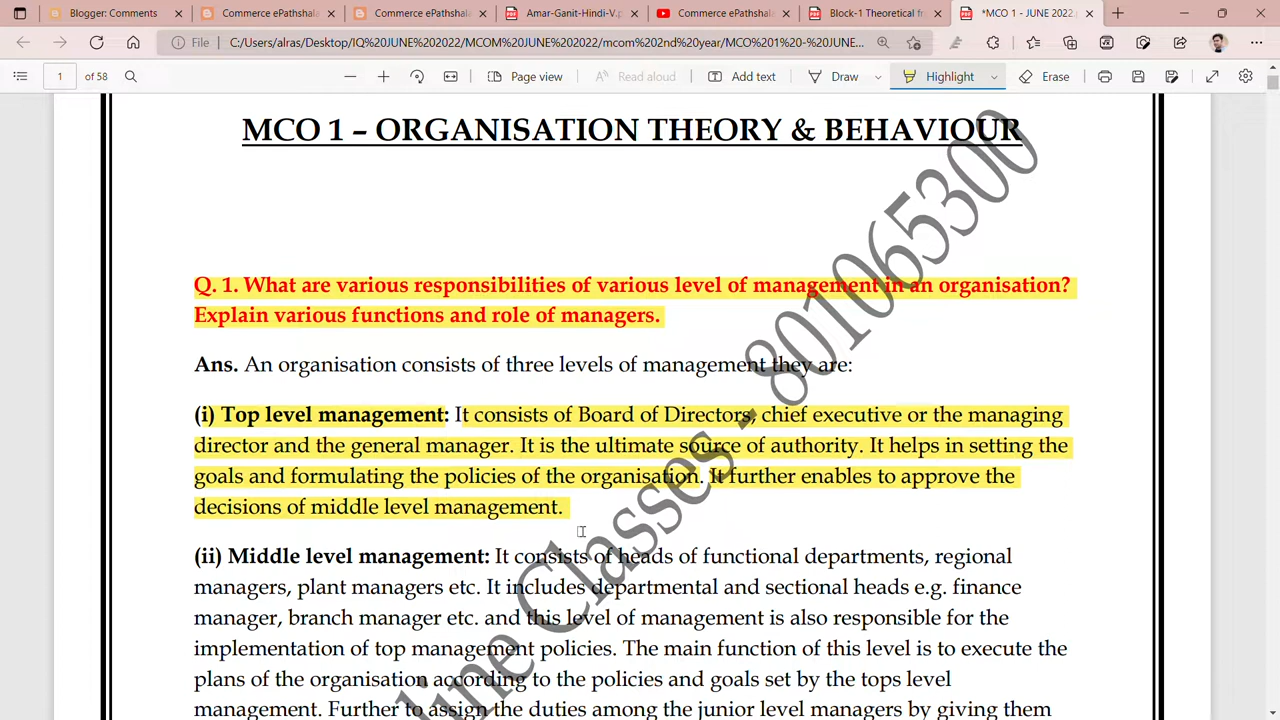 Blogger: Comments
Commerce ePathshala
Commerce ePathshala
Amar-Ganit-Hindi-V.p
Commerce ePathshala
Block-1 Theoretical fr
*MCO 1 - JUNE 2022.p
File
C:/Users/alras/Desktop/IQ%20JUNE%202022/MCOM%20JUNE%202022/mcom%202nd%20year/MCO%201%20-%20JUNE...
1 of 58
Page view
Read aloud
Add text
Draw
Highlight
Erase
MCO 1 – ORGANISATION THEORY & BEHAVIOUR
Q. 1. What are various responsibilities of various level of management in an organisation?
Explain various functions and role of managers.
Ans. An organisation consists of three levels of management they are:
(i) Top level management: It consists of Board of Directors, chief executive or the managing
director and the general manager. It is the ultimate source of authority. It helps in setting the
goals and formulating the policies of the organisation. It further enables to approve the
decisions of middle level management.
(ii) Middle level management: It consists of heads of functional departments, regional
managers, plant managers etc. It includes departmental and sectional heads e.g. finance
manager, branch manager etc. and this level of management is also responsible for the
implementation of top management policies. The main function of this level is to execute the
plans of the organisation according to the policies and goals set by the tops level
management. Further to assign the duties among the junior level managers by giving them
line Classes - 801065300